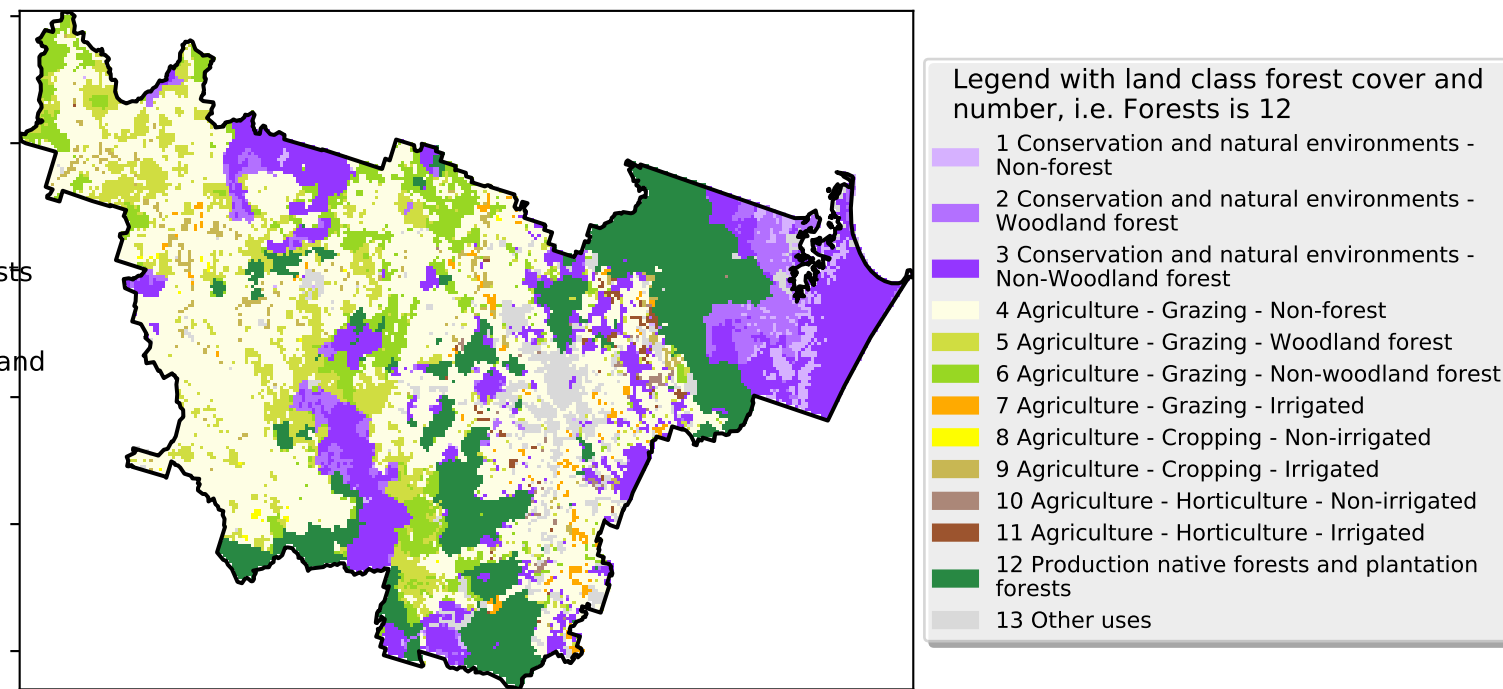 Legend with land class forest cover and
number, i.e. Forests is 12
1 Conservation and natural environments -
Non-forest
2 Conservation and natural environments -
Woodland forest
3 Conservation and natural environments -
Non-Woodland forest
4 Agriculture - Grazing - Non-forest
5 Agriculture - Grazing - Woodland forest
6 Agriculture - Grazing - Non-woodland forest
7 Agriculture - Grazing - Irrigated
8 Agriculture - Cropping - Non-irrigated
9 Agriculture - Cropping - Irrigated
10 Agriculture - Horticulture - Non-irrigated
11 Agriculture - Horticulture - Irrigated
12 Production native forests and plantation
forests
13 Other uses
sts
and